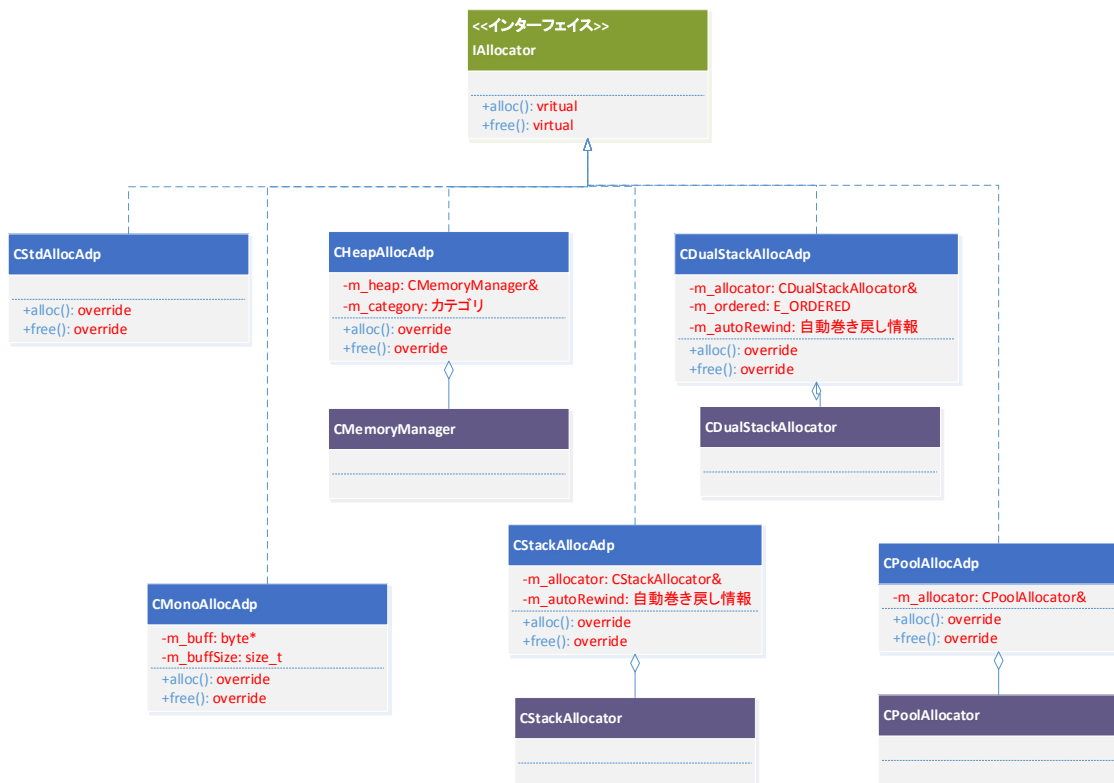 <<インターフェイス>>
IAllocator
+alloc(): vritual
+free(): virtual
CStdAllocAdp
+alloc(): override
+free(): override
CHeapAllocAdp
-m_heap: CMemoryManager&
-m_category: カテゴリ
+alloc(): override
+free(): override
CDualStackAllocAdp
-m_allocator: CDualStackAllocator&
-m_ordered: E_ORDERED
-m_autoRewind: 自動巻き戻し情報
+alloc(): override
+free(): override
CMemoryManager
CDualStackAllocator
CStackAllocAdp
-m_allocator: CStackAllocator&
-m_autoRewind: 自動巻き戻し情報
+alloc(): override
+free(): override
CPoolAllocAdp
-m_allocator: CPoolAllocator&
+alloc(): override
+free(): override
CMonoAllocAdp
-m_buff: byte*
-m_buffSize: size_t
+alloc(): override
+free(): override
CStackAllocator
CPoolAllocator